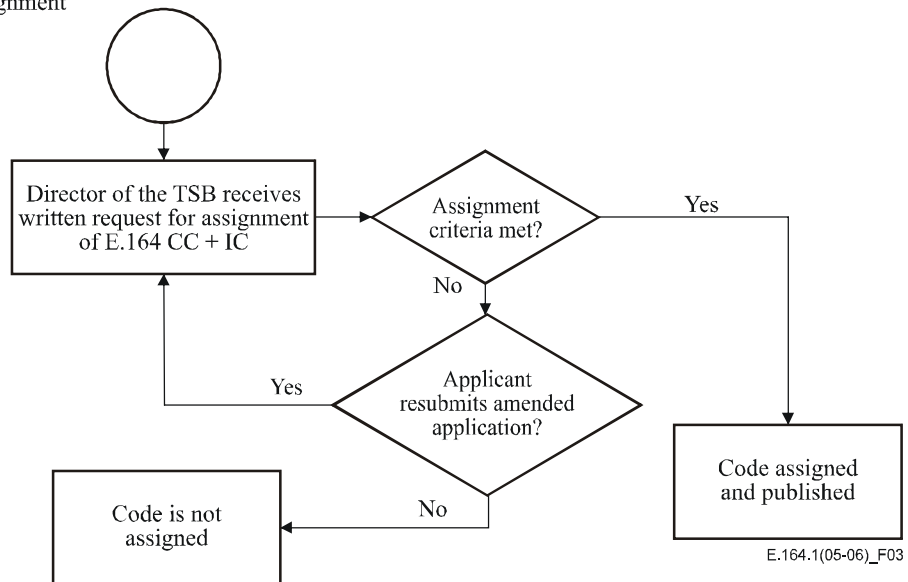 Director of the TSB receives
written request for assignment
of E.164 CC + IC
Assignment
criteria met?
Yes
No
Applicant
resubmits amended
application?
Yes
No
Code assigned
and published
Code is not
assigned
E.164.1(05-06)_F03